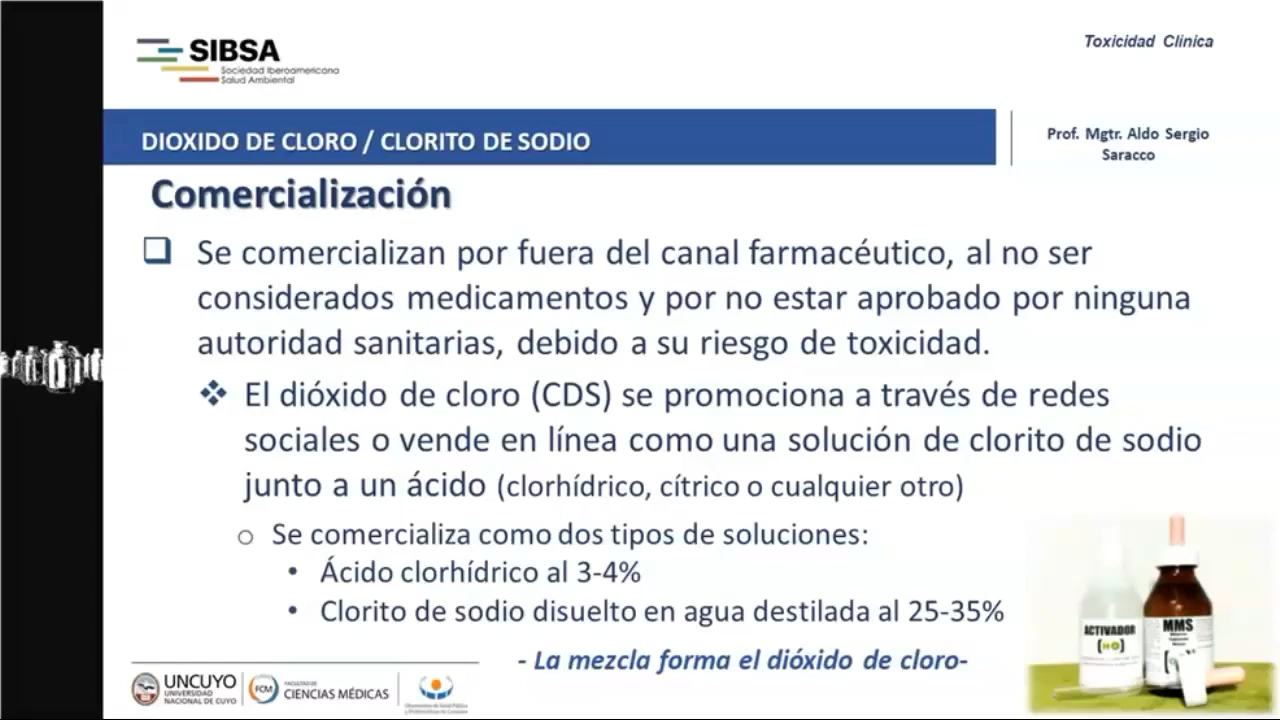 SIBSA
Sociedad Iberoamericana
Salud Ambiental
Toxicidad Clínica
DIOXIDO DE CLORO / CLORITO DE SODIO
Prof. Mgtr. Aldo Sergio
Saracco
Comercialización
Se comercializan por fuera del canal farmacéutico, al no ser
considerados medicamentos y por no estar aprobado por ninguna
autoridad sanitarias, debido a su riesgo de toxicidad.
El dióxido de cloro (CDS) se promociona a través de redes
sociales o vende en línea como una solución de clorito de sodio
junto a un ácido (clorhídrico, cítrico o cualquier otro)
Se comercializa como dos tipos de soluciones:
Ácido clorhídrico al 3-4%
Clorito de sodio disuelto en agua destilada al 25-35%
- La mezcla forma el dióxido de cloro-
ACTIVADOR
MMS
UNCUYO
UNIVERSIDAD
NACIONAL DE CUYO
FCM
FACULTAD DE
CIENCIAS MÉDICAS